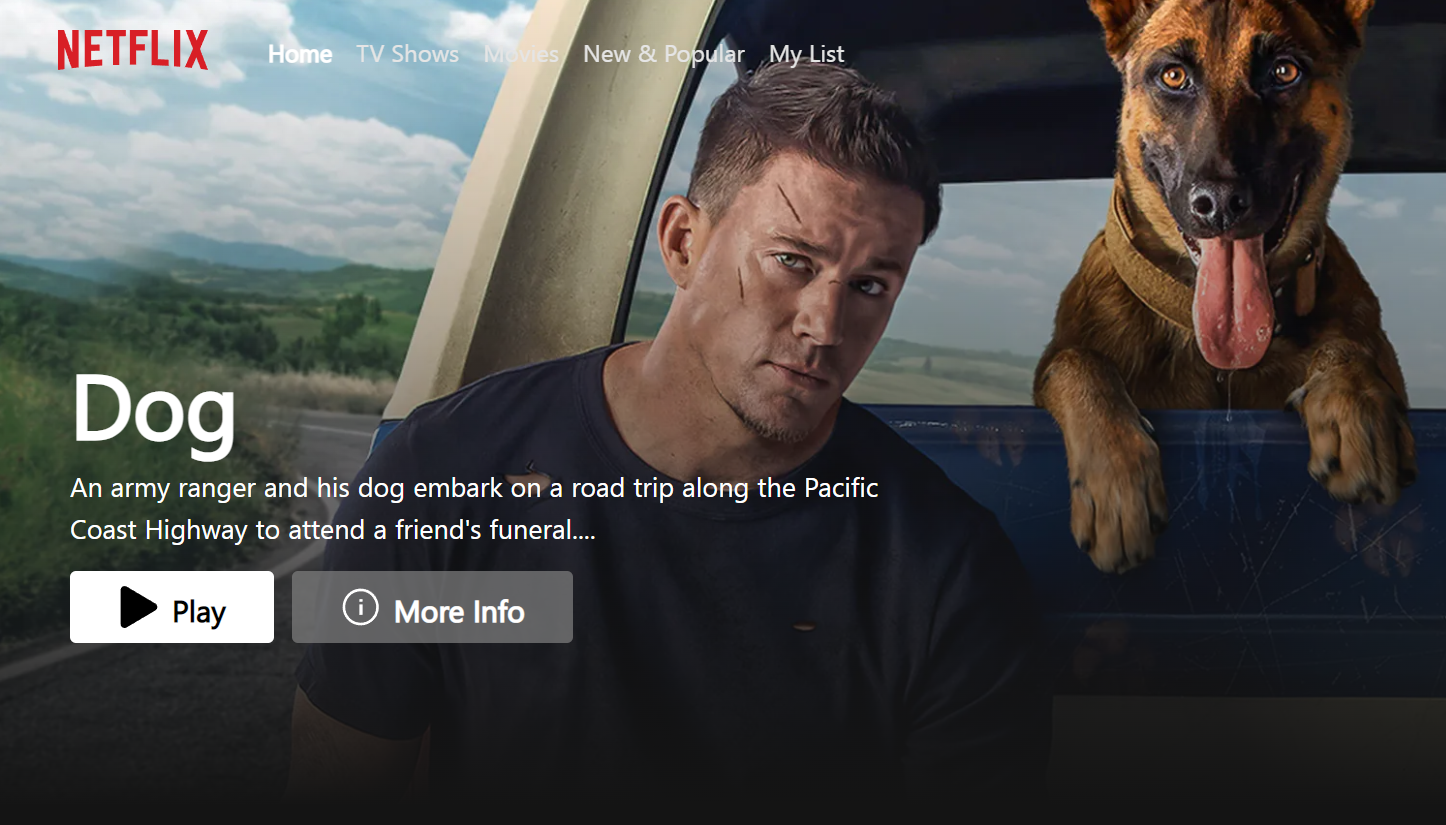 NETFLIX Home TV Shows Movies New & Popular My List
Dog
An army ranger and his dog embark on a road trip along the Pacific
Coast Highway to attend a friend's funeral....
Play More Info